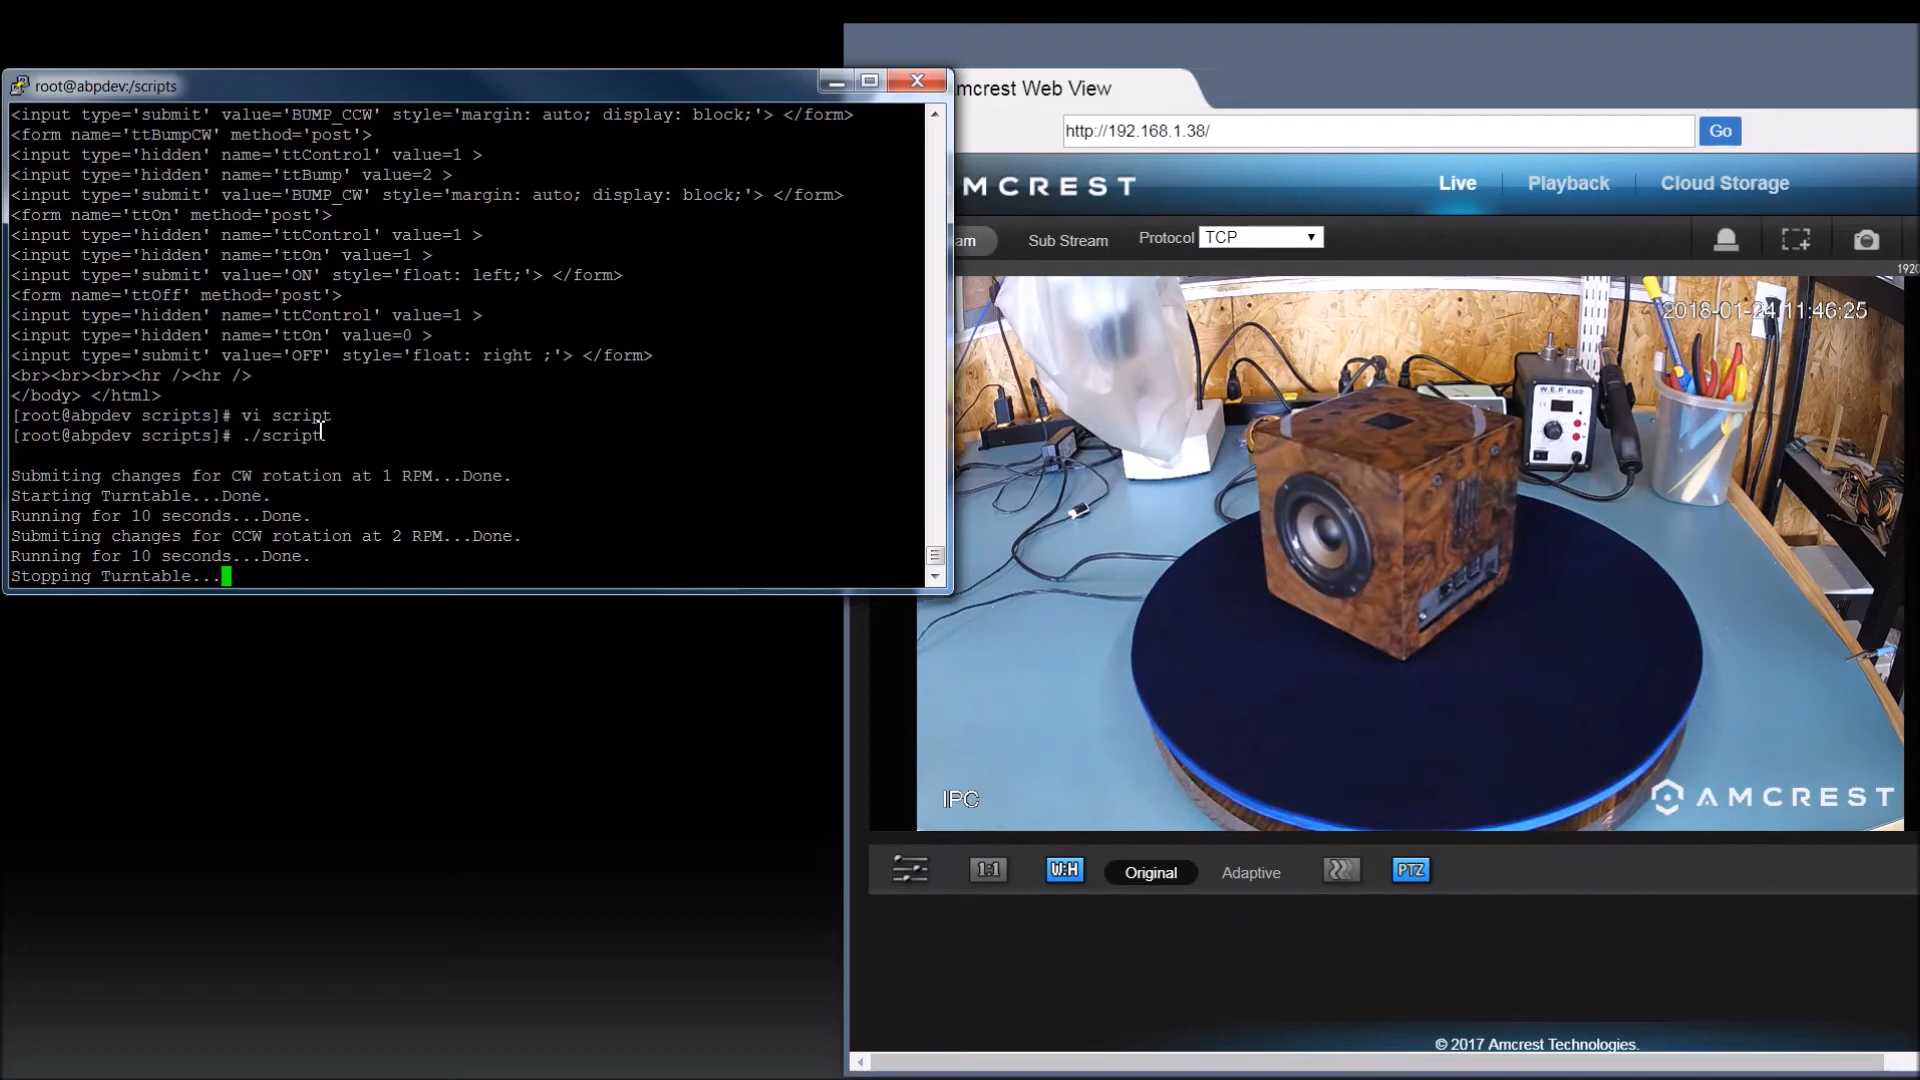 root@abpdev:/scripts
<input type='submit' value='BUMP_CCW' style='margin: auto; display: block;'> </form>
<form name='ttBumpCW' method='post'>
<input type='hidden' name='ttControl' value=1 >
<input type='hidden' name='ttBump' value=2 >
<input type='submit' value='BUMP_CW' style='margin: auto; display: block;'> </form>
<form name='ttOn' method='post'>
<input type='hidden' name='ttControl' value=1 >
<input type='hidden' name='ttOn' value=1 >
<input type='submit' value='ON' style='float: left;'> </form>
<form name='ttOff' method='post'>
<input type='hidden' name='ttControl' value=1 >
<input type='hidden' name='ttOn' value=0 >
<input type='submit' value='OFF' style='float: right ;'> </form>
<br><br><br><hr /><hr />
</body> </html>
[root@abpdev scripts]# vi script
[root@abpdev scripts]# ./script
Submiting changes for CW rotation at 1 RPM...Done.
Starting Turntable...Done.
Running for 10 seconds...Done.
Submiting changes for CCW rotation at 2 RPM...Done.
Running for 10 seconds...Done.
Stopping Turntable...
mcrest Web View
http://192.168.1.38/ Go
MCREST Live Playback Cloud Storage
am Sub Stream Protocol TCP
1920
2018-01-24 11:46:25
IPC
AMCREST
1:1 W:H Original Adaptive PTZ
© 2017 Amcrest Technologies.